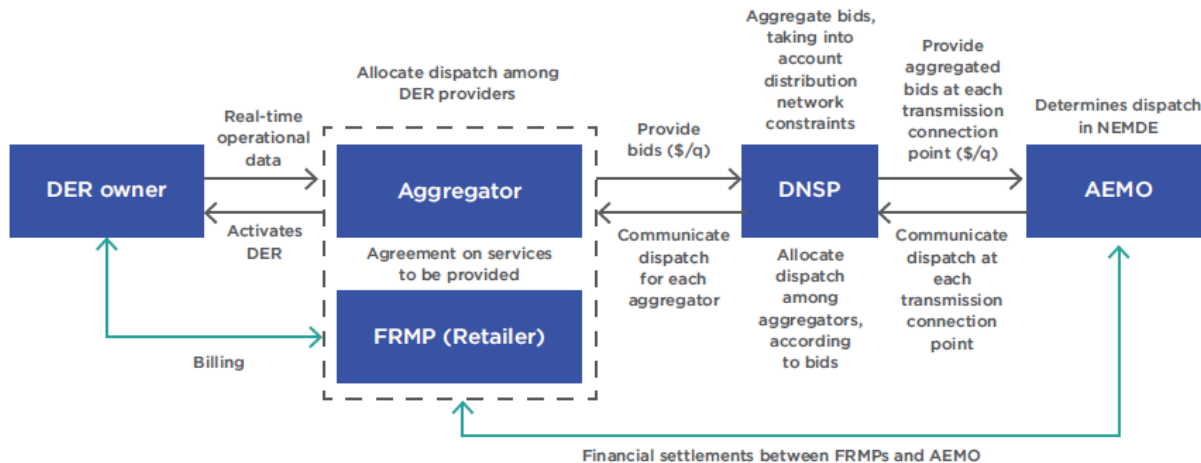 Allocate dispatch among
DER providers
Aggregate bids,
taking into
account
distribution
network
constraints
Provide
aggregated
bids at each
transmission
connection
point ($/q)
Determines dispatch
in NEMDE
Real-time
operational
data
Provide
bids ($/q)
DER owner
Aggregator
DNSP
AEMO
Activates
DER
Agreement on services
to be provided
Communicate
dispatch
for each
aggregator
Allocate
dispatch
among
aggregators,
according
to bids
Communicate
dispatch at
each
transmission
connection
point
FRMP (Retailer)
Billing
Financial settlements between FRMPs and AEMO